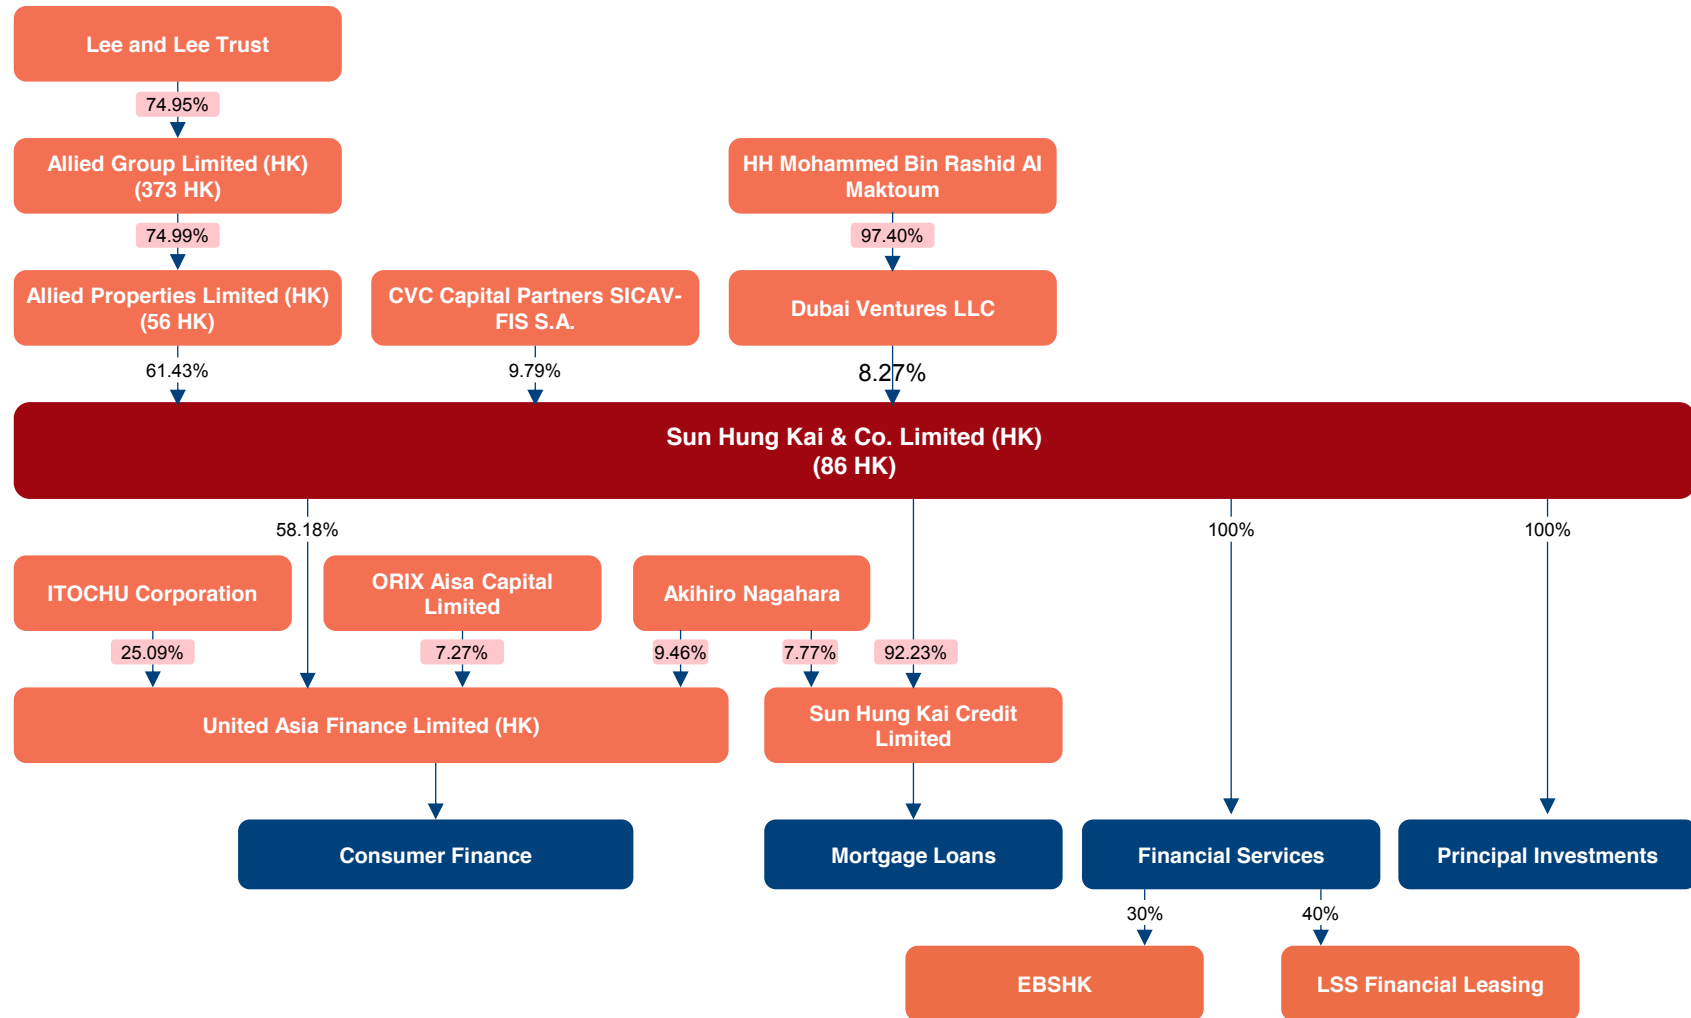 Lee and Lee Trust
74.95%
Allied Group Limited (HK)
(373 HK)
HH Mohammed Bin Rashid Al
Maktoum
74.99%
97.40%
Allied Properties Limited (HK)
(56 HK)
CVC Capital Partners SICAV-
FIS S.A.
Dubai Ventures LLC
61.43%
9.79%
8.27%
Sun Hung Kai & Co. Limited (HK)
(86 HK)
58.18%
100%
100%
ITOCHU Corporation
ORIX Aisa Capital
Limited
Akihiro Nagahara
25.09%
7.27%
9.46%
7.77%
92.23%
United Asia Finance Limited (HK)
Sun Hung Kai Credit
Limited
Consumer Finance
Mortgage Loans
Financial Services
Principal Investments
30%
40%
EBSHK
LSS Financial Leasing